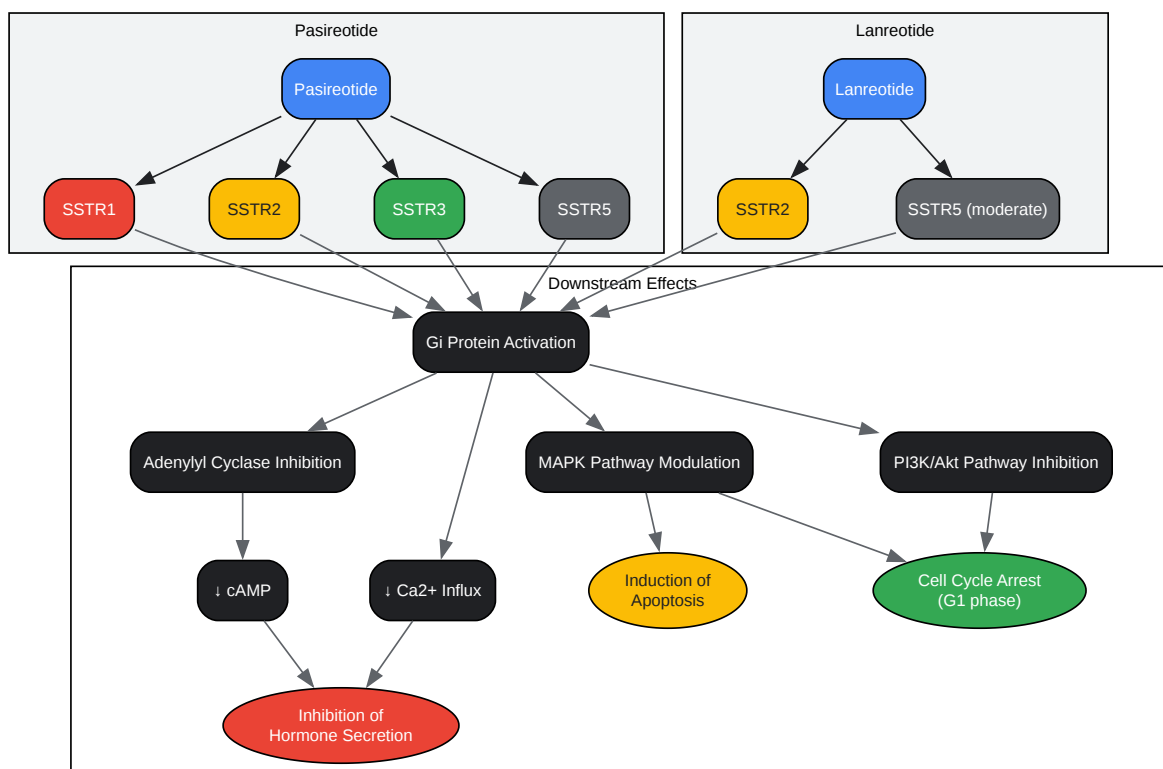 Pasireotide
Lanreotide
Pasireotide
Lanreotide
SSTR1
SSTR2
SSTR3
SSTR5
SSTR2
SSTR5 (moderate)
Downstream Effects
Gi Protein Activation
Adenylyl Cyclase Inhibition
MAPK Pathway Modulation
PI3K/Akt Pathway Inhibition
↓ cAMP
↓ Ca2+ Influx
Induction of
Apoptosis
Cell Cycle Arrest
(G1 phase)
Inhibition of
Hormone Secretion